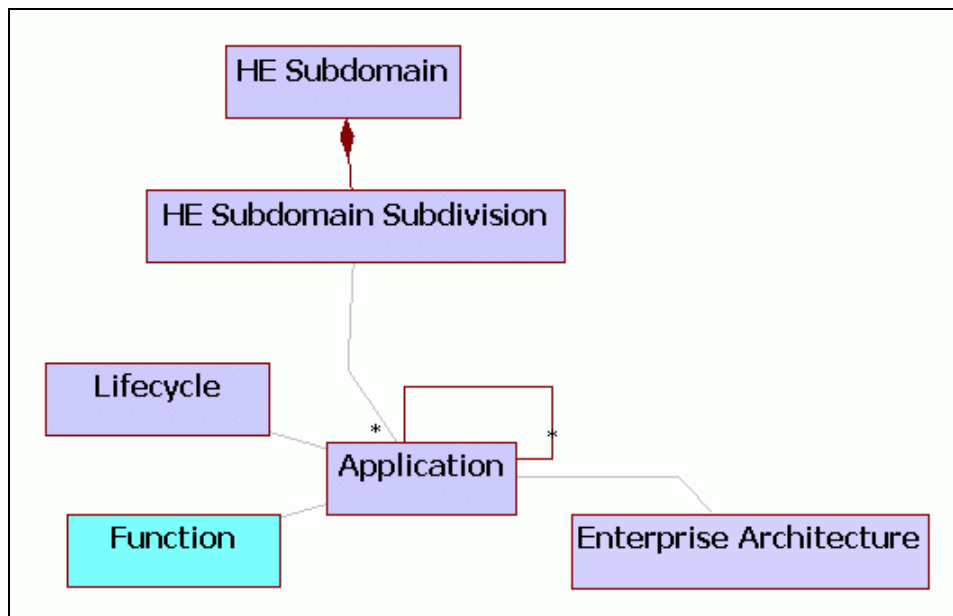 HE Subdomain
HE Subdomain Subdivision
Lifecycle
*
*
Application
Function
Enterprise Architecture